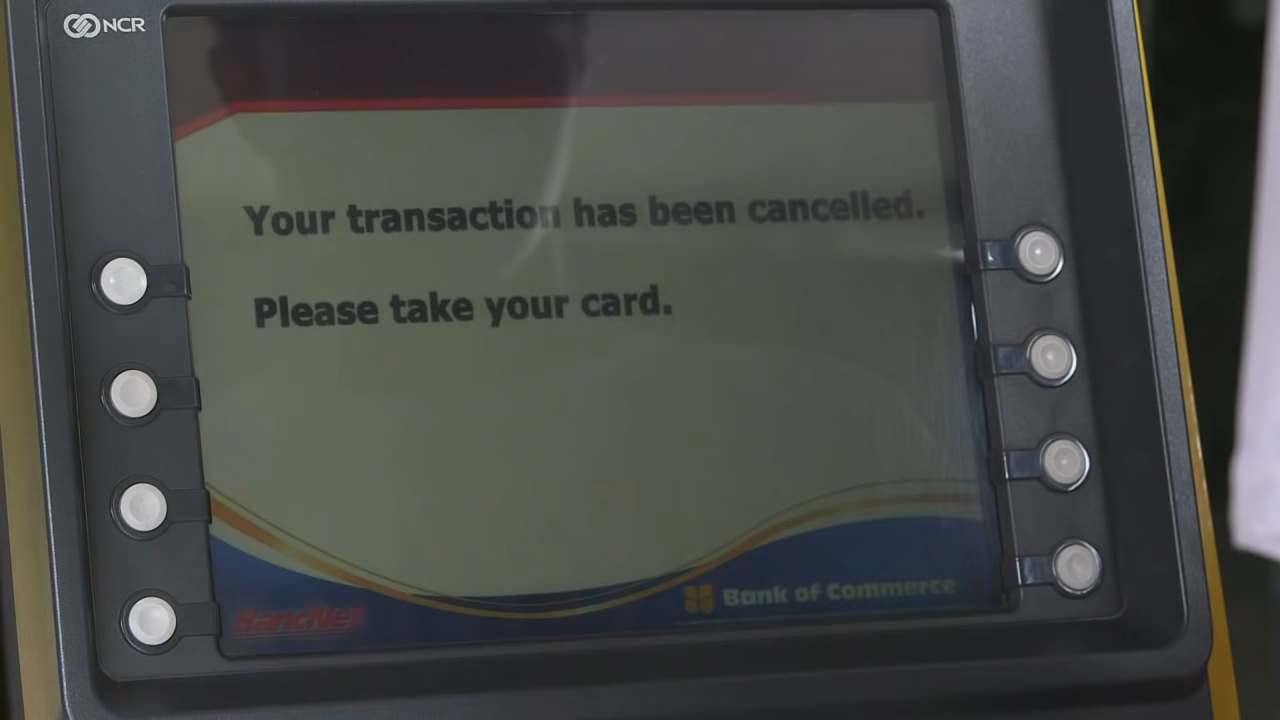 NCR
Your transaction has been cancelled.
Please take your card.
BancNet
Bank of Commerce